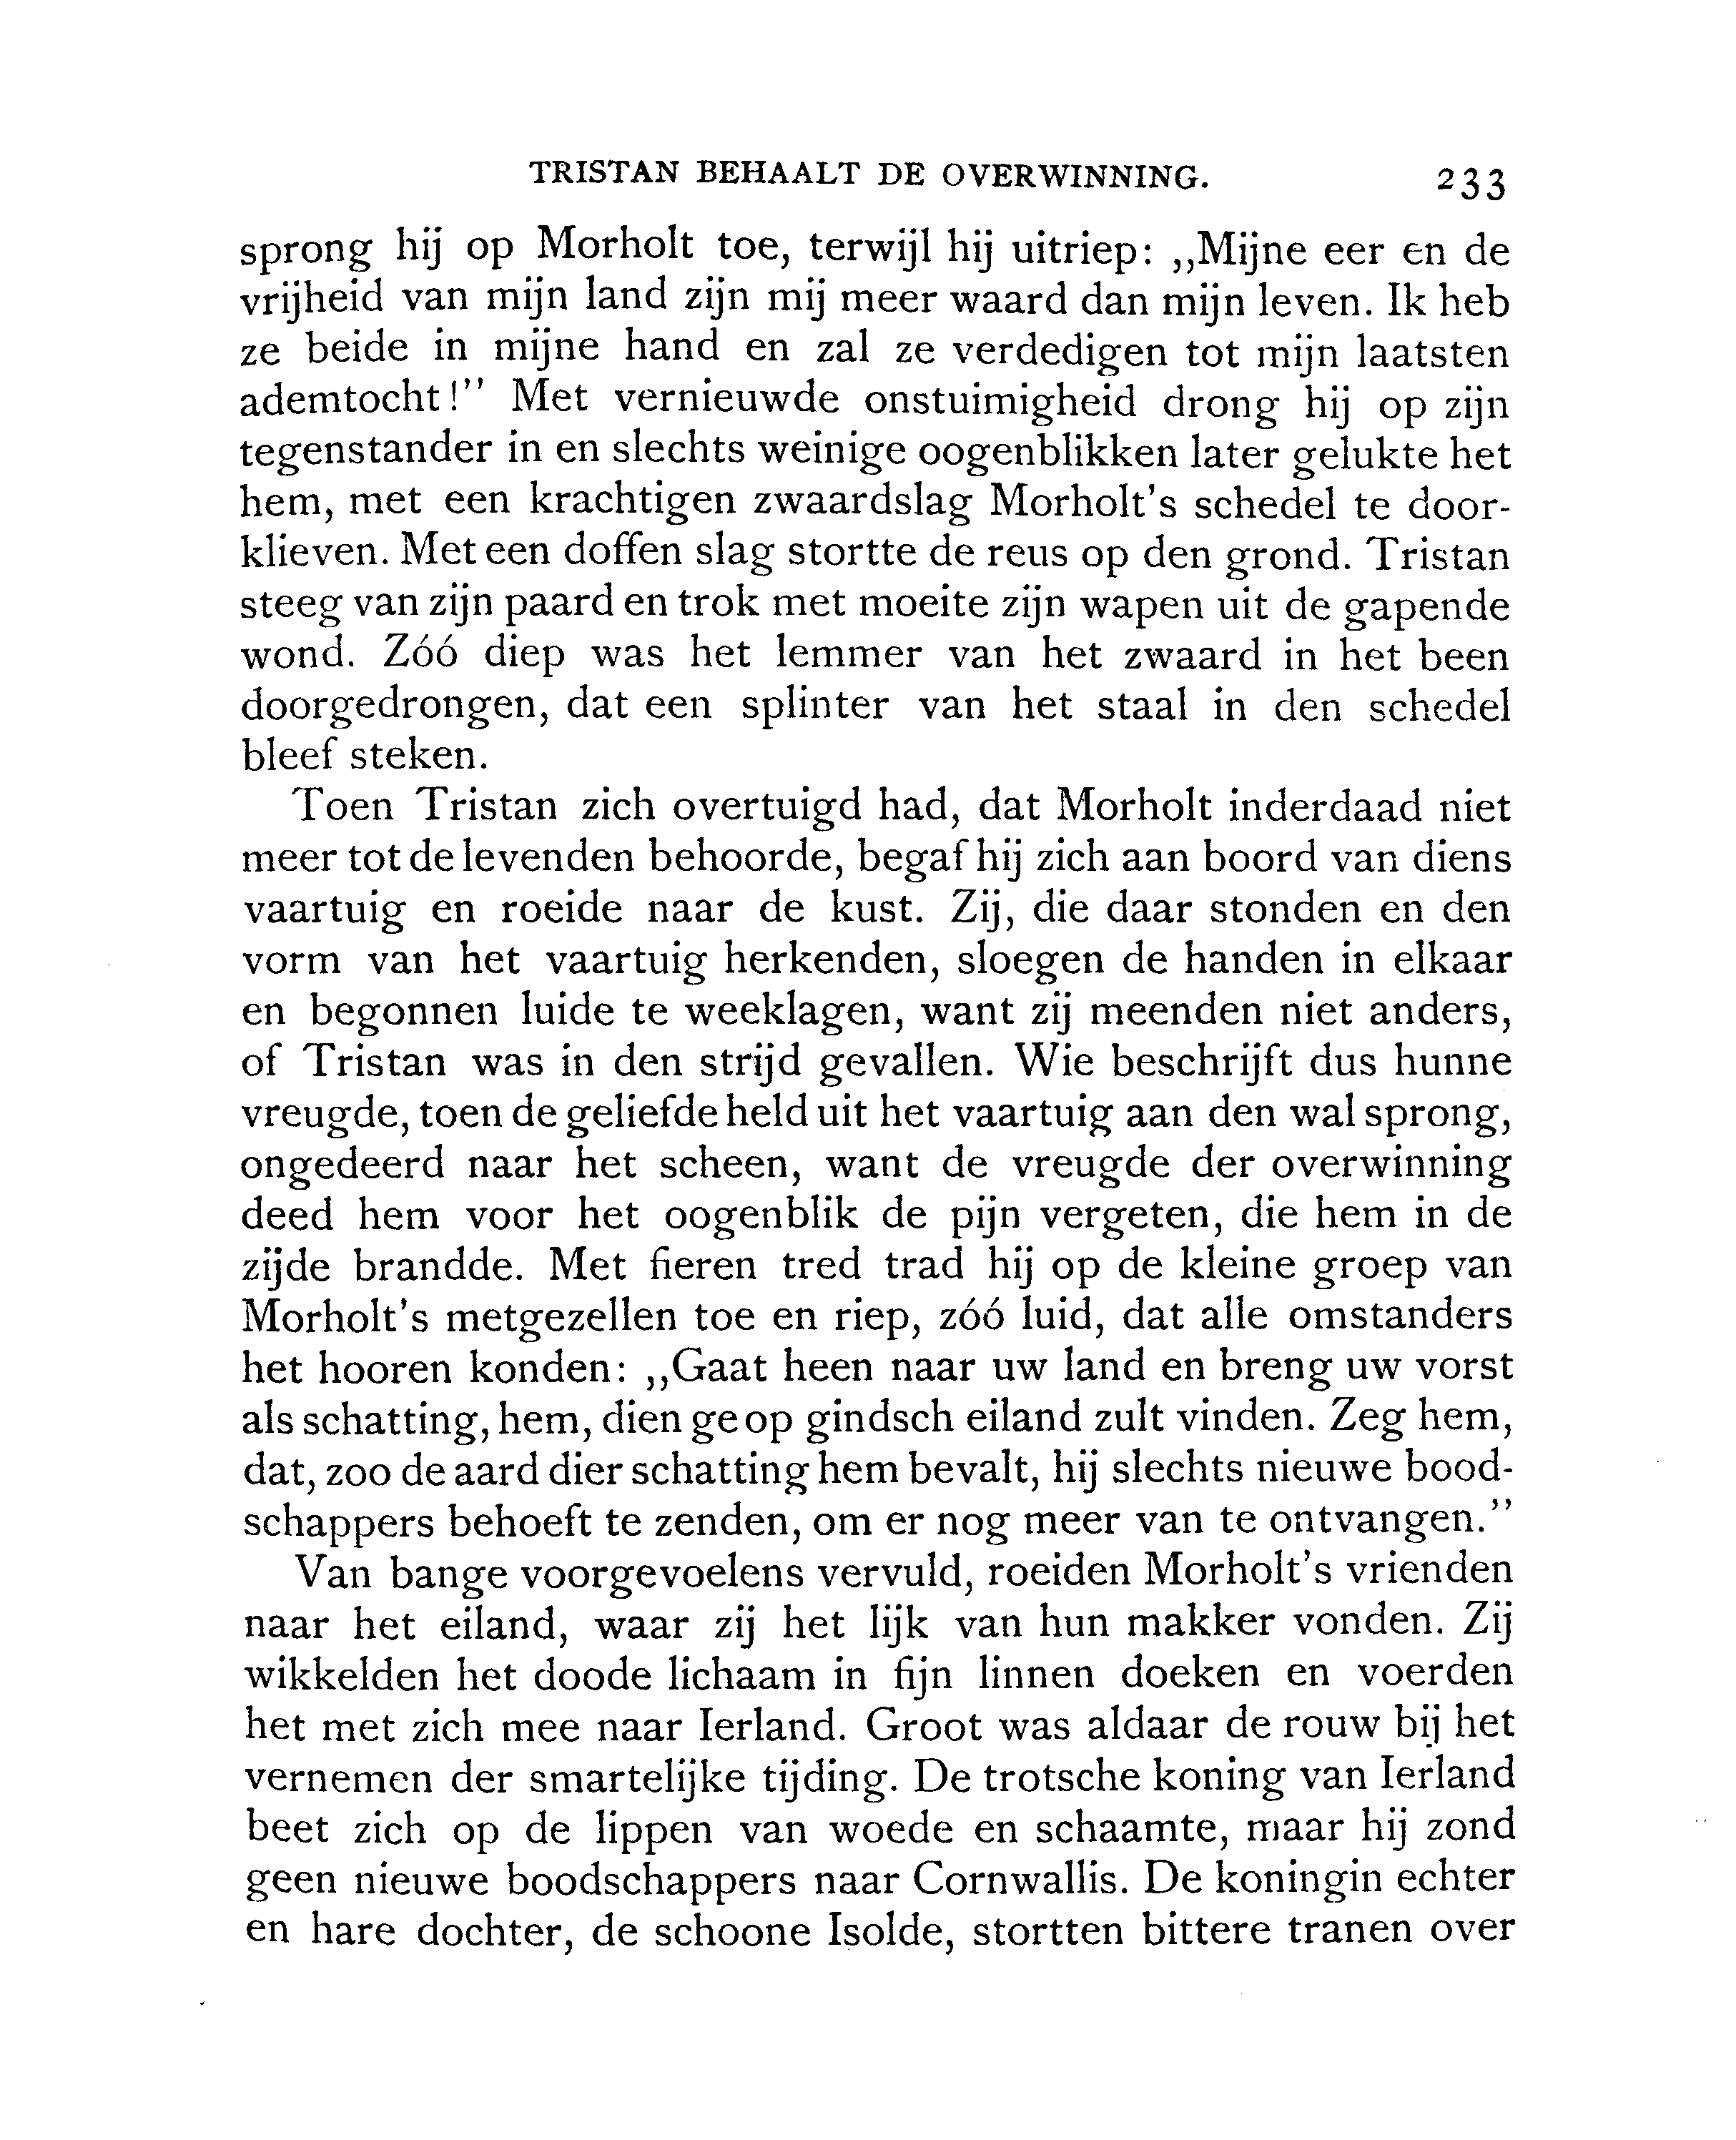 TRISTAN BEHAALT DE OVERWINNING. 233
sprong hij op Morholt toe, terwijl hij uitriep: ,,Mijne eer en de
vrijheid van mijn land zijn mij meer waard dan mijn leven. Ik heb
ze beide in mijne hand en zal ze verdedigen tot mijn laatsten
ademtocht!" Met vernieuwde onstuimigheid drong hij op zijn
tegenstander in en slechts weinige oogenblikken later gelukte het
hem, met een krachtigen zwaardslag Morholt's schedel te door-
klieven. Met een doffen slag stortte de reus op den grond. Tristan
steeg van zijn paard en trok met moeite zijn wapen uit de gapende
wond. Zóó diep was het lemmer van het zwaard in het been
doorgedrongen, dat een splinter van het staal in den schedel
bleef steken.
Toen Tristan zich overtuigd had, dat Morholt inderdaad niet
meer tot de levenden behoorde, begaf hij zich aan boord van diens
vaartuig en roeide naar de kust. Zij, die daar stonden en den
vorm van het vaartuig herkenden, sloegen de handen in elkaar
en begonnen luide te weeklagen, want zij meenden niet anders,
of Tristan was in den strijd gevallen. Wie beschrijft dus hunne
vreugde, toen de geliefde held uit het vaartuig aan den wal sprong,
ongedeerd naar het scheen, want de vreugde der overwinning
deed hem voor het oogenblik de pijn vergeten, die hem in de
zijde brandde. Met fieren tred trad hij op de kleine groep van
Morholt's metgezellen toe en riep, zóó luid, dat alle omstanders
het hooren konden: ,,Gaat heen naar uw land en breng uw vorst
als schatting, hem, dien ge op gindsch eiland zult vinden. Zeg hem,
dat, zoo de aard dier schatting hem bevalt, hij slechts nieuwe bood-
schappers behoeft te zenden, om er nog meer van te ontvangen."
Van bange voorgevoelens vervuld, roeiden Morholt's vrienden
naar het eiland, waar zij het lijk van hun makker vonden. Zij
wikkelden het doode lichaam in fijn linnen doeken en voerden
het met zich mee naar Ierland. Groot was aldaar de rouw bij het
vernemen der smartelijke tijding. De trotsche koning van Ierland
beet zich op de lippen van woede en schaamte, maar hij zond
geen nieuwe boodschappers naar Cornwallis. De koningin echter
en hare dochter, de schoone Isolde, stortten bittere tranen over